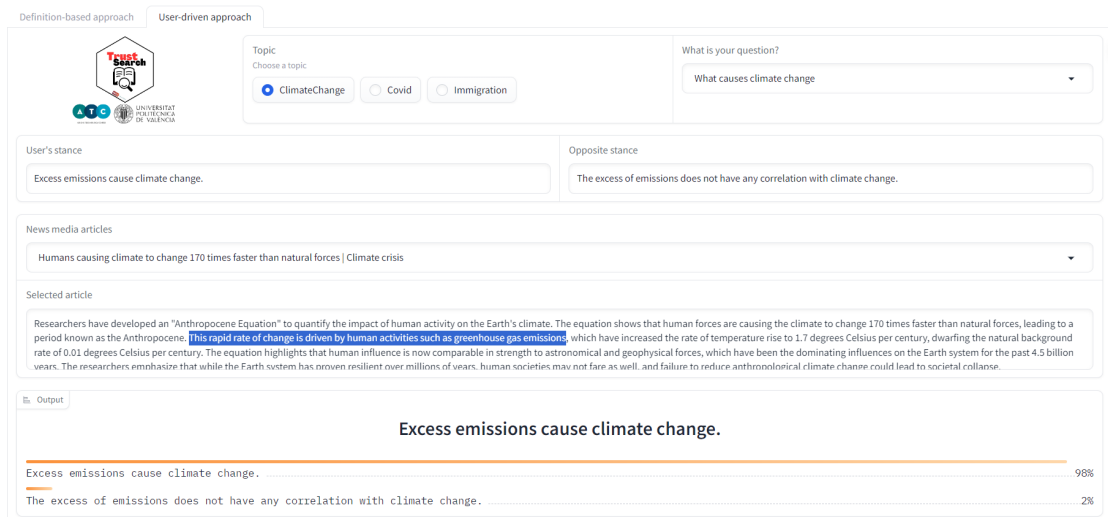 Definition-based approach
User-driven approach
Trust
Search
ATC
UNIVERSITAT
POLITÈCNICA
DE VALÈNCIA
Topic
Choose a topic
ClimateChange
Covid
Immigration
What is your question?
What causes climate change
User's stance
Excess emissions cause climate change.
Opposite stance
The excess of emissions does not have any correlation with climate change.
News media articles
Humans causing climate to change 170 times faster than natural forces | Climate crisis
Selected article
Researchers have developed an "Anthropocene Equation" to quantify the impact of human activity on the Earth's climate. The equation shows that human forces are causing the climate to change 170 times faster than natural forces, leading to a
period known as the Anthropocene. This rapid rate of change is driven by human activities such as greenhouse gas emissions, which have increased the rate of temperature rise to 1.7 degrees Celsius per century, dwarfing the natural background
rate of 0.01 degrees Celsius per century. The equation highlights that human influence is now comparable in strength to astronomical and geophysical forces, which have been the dominating influences on the Earth system for the past 4.5 billion
years. The researchers emphasize that while the Earth system has proven resilient over millions of years, human societies may not fare as well, and failure to reduce anthropological climate change could lead to societal collapse.
Output
Excess emissions cause climate change.
Excess emissions cause climate change. 98%
The excess of emissions does not have any correlation with climate change. 2%